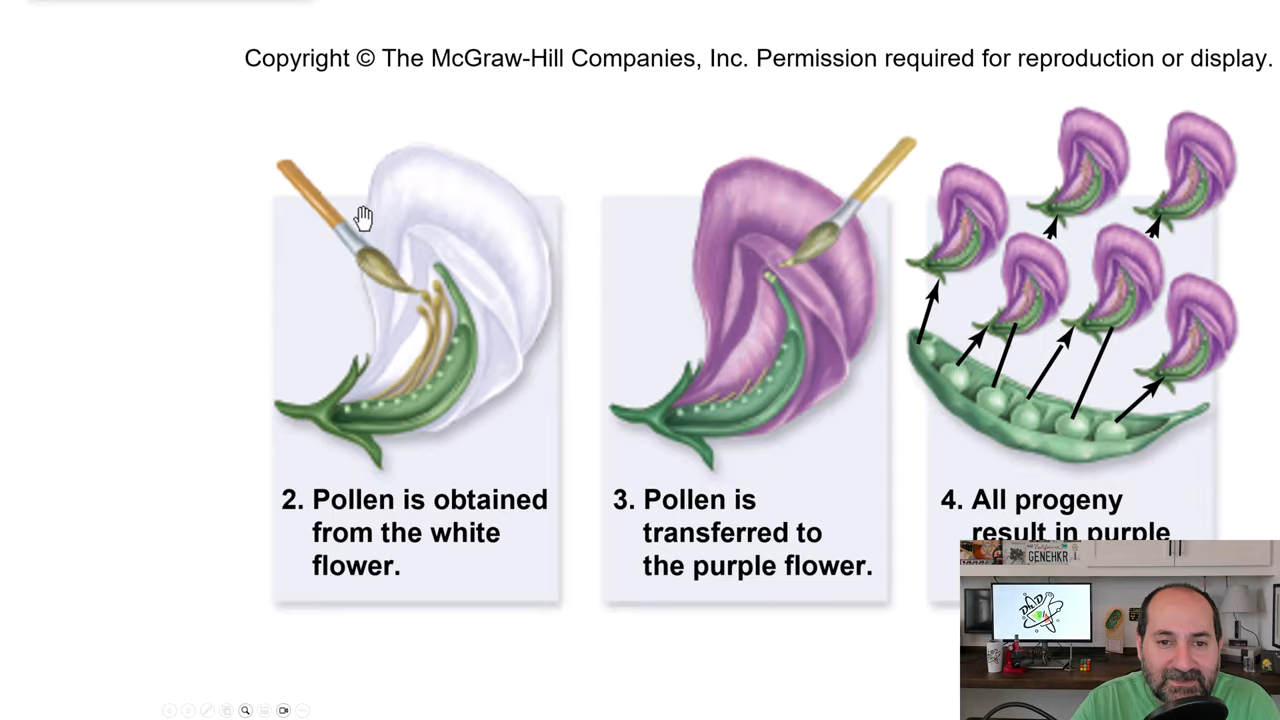 Copyright © The McGraw-Hill Companies, Inc. Permission required for reproduction or display.
2. Pollen is obtained
from the white
flower.
3. Pollen is
transferred to
the purple flower.
4. All progeny
result in purple
GENEHKR